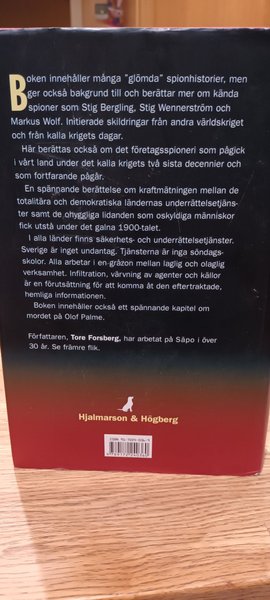 Boken innehåller många "glömda" spionhistorier, men
ger också bakgrund till och berättar mer om kända
spioner som Stig Bergling, Stig Wennerström och
Markus Wolf. Initierade skildringar från andra världskriget
och från kalla krigets dagar.
Här berättas också om det företagsspioneri som pågick
i vårt land under det kalla krigets två sista decennier och
som fortfarande pågår.
En spännande berättelse om kraftmätningen mellan de
totalitära och demokratiska ländernas underrättelsetjäns-
ter samt de ohyggliga lidanden som oskyldiga människor
fick utstå under det galna 1900-talet.
I alla länder finns säkerhets- och underrättelsetjänster.
Sverige är inget undantag. Tjänsterna är inga söndags-
skolor. Alla arbetar i en gråzon mellan laglig och olaglig
verksamhet. Infiltration, värvning av agenter och källor
är en förutsättning för att komma åt den eftertraktade,
hemliga informationen.
Boken innehåller också ett spännande kapitel om
mordet på Olof Palme.
Författaren, Tore Forsberg, har arbetat på Säpo i över
30 år. Se främre flik.
Hjalmarson & Högberg